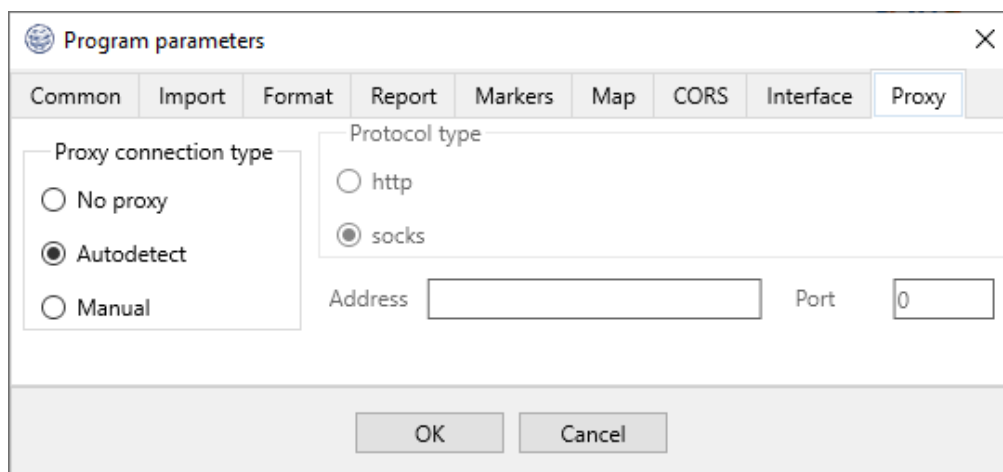 Program parameters
Common Import Format Report Markers Map CORS Interface Proxy
Proxy connection type
No proxy
Autodetect
Manual
Protocol type
http
socks
Address
Port 0
OK Cancel